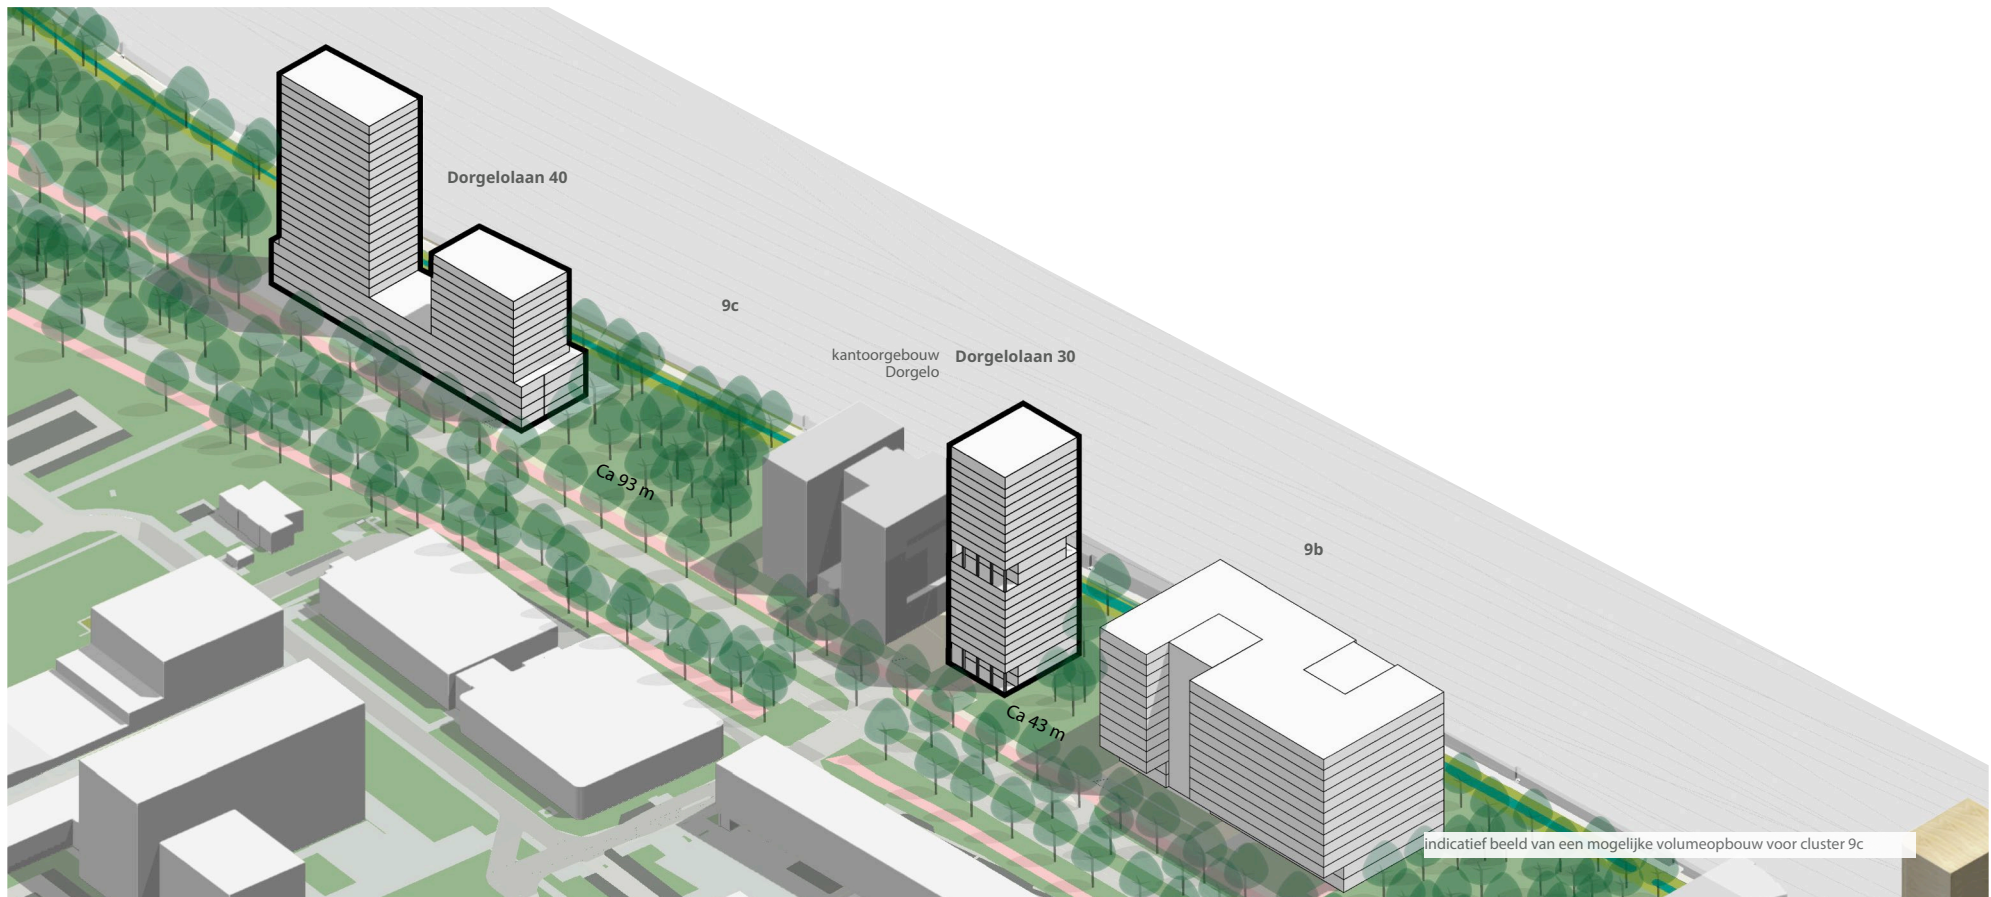 Dorgelolaan 40
9c
kantoorgebouw
Dorgelo
Dorgelolaan 30
Ca 93 m
9b
Ca 43 m
indicatief beeld van een mogelijke volumeopbouw voor cluster 9c